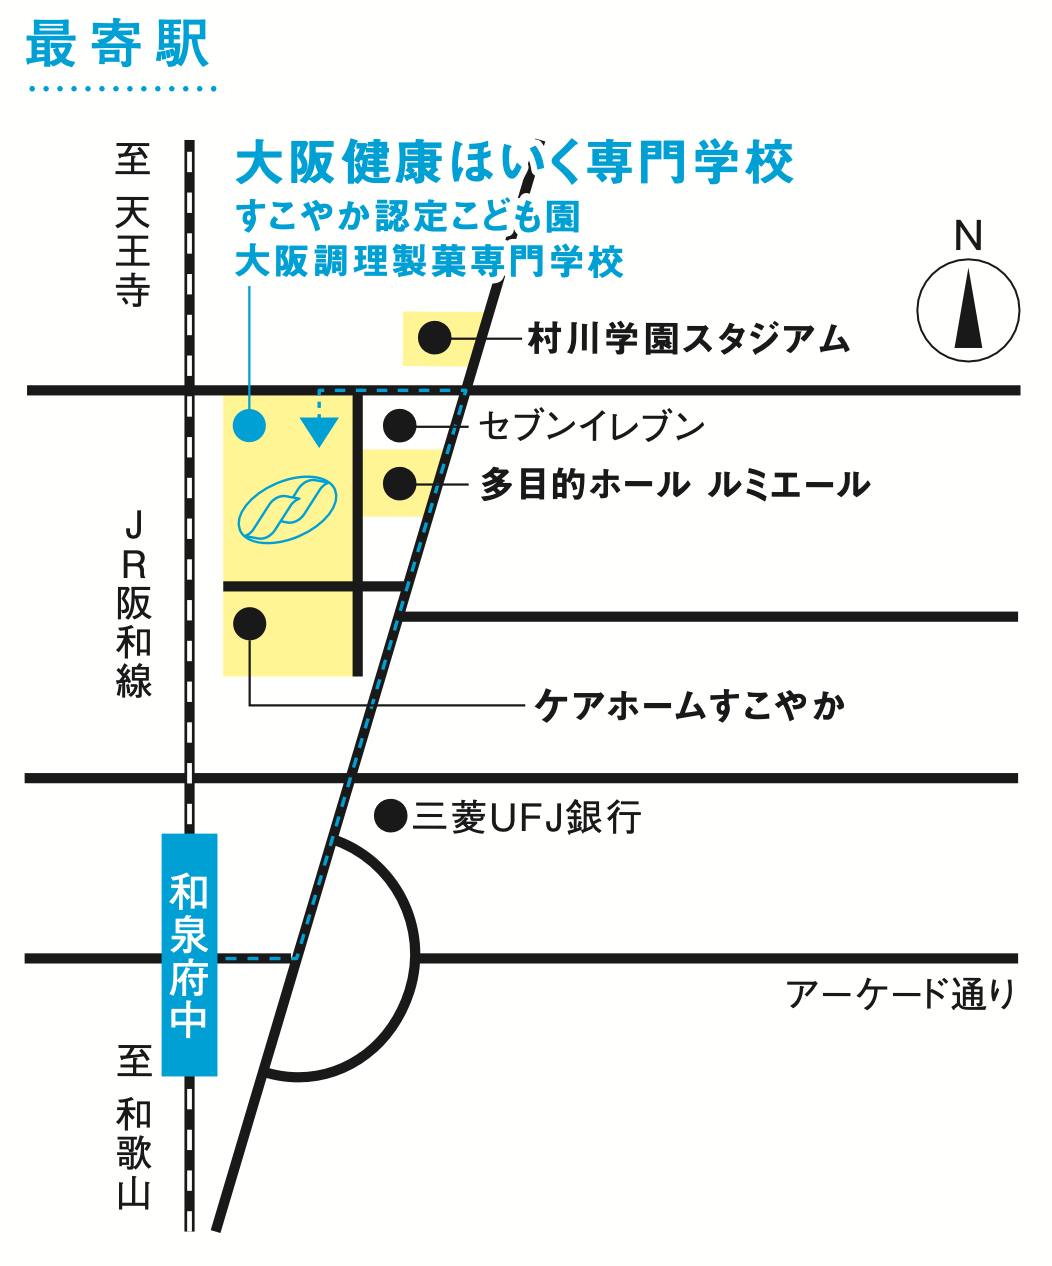 最寄駅
至 天王寺
大阪健康ほいく専門学校
すこやか認定こども園
大阪調理製菓専門学校
N
村川学園スタジアム
セブンイレブン
多目的ホール ルミエール
JR阪和線
ケアホームすこやか
三菱UFJ銀行
和泉府中
アーケード通り
至 和歌山